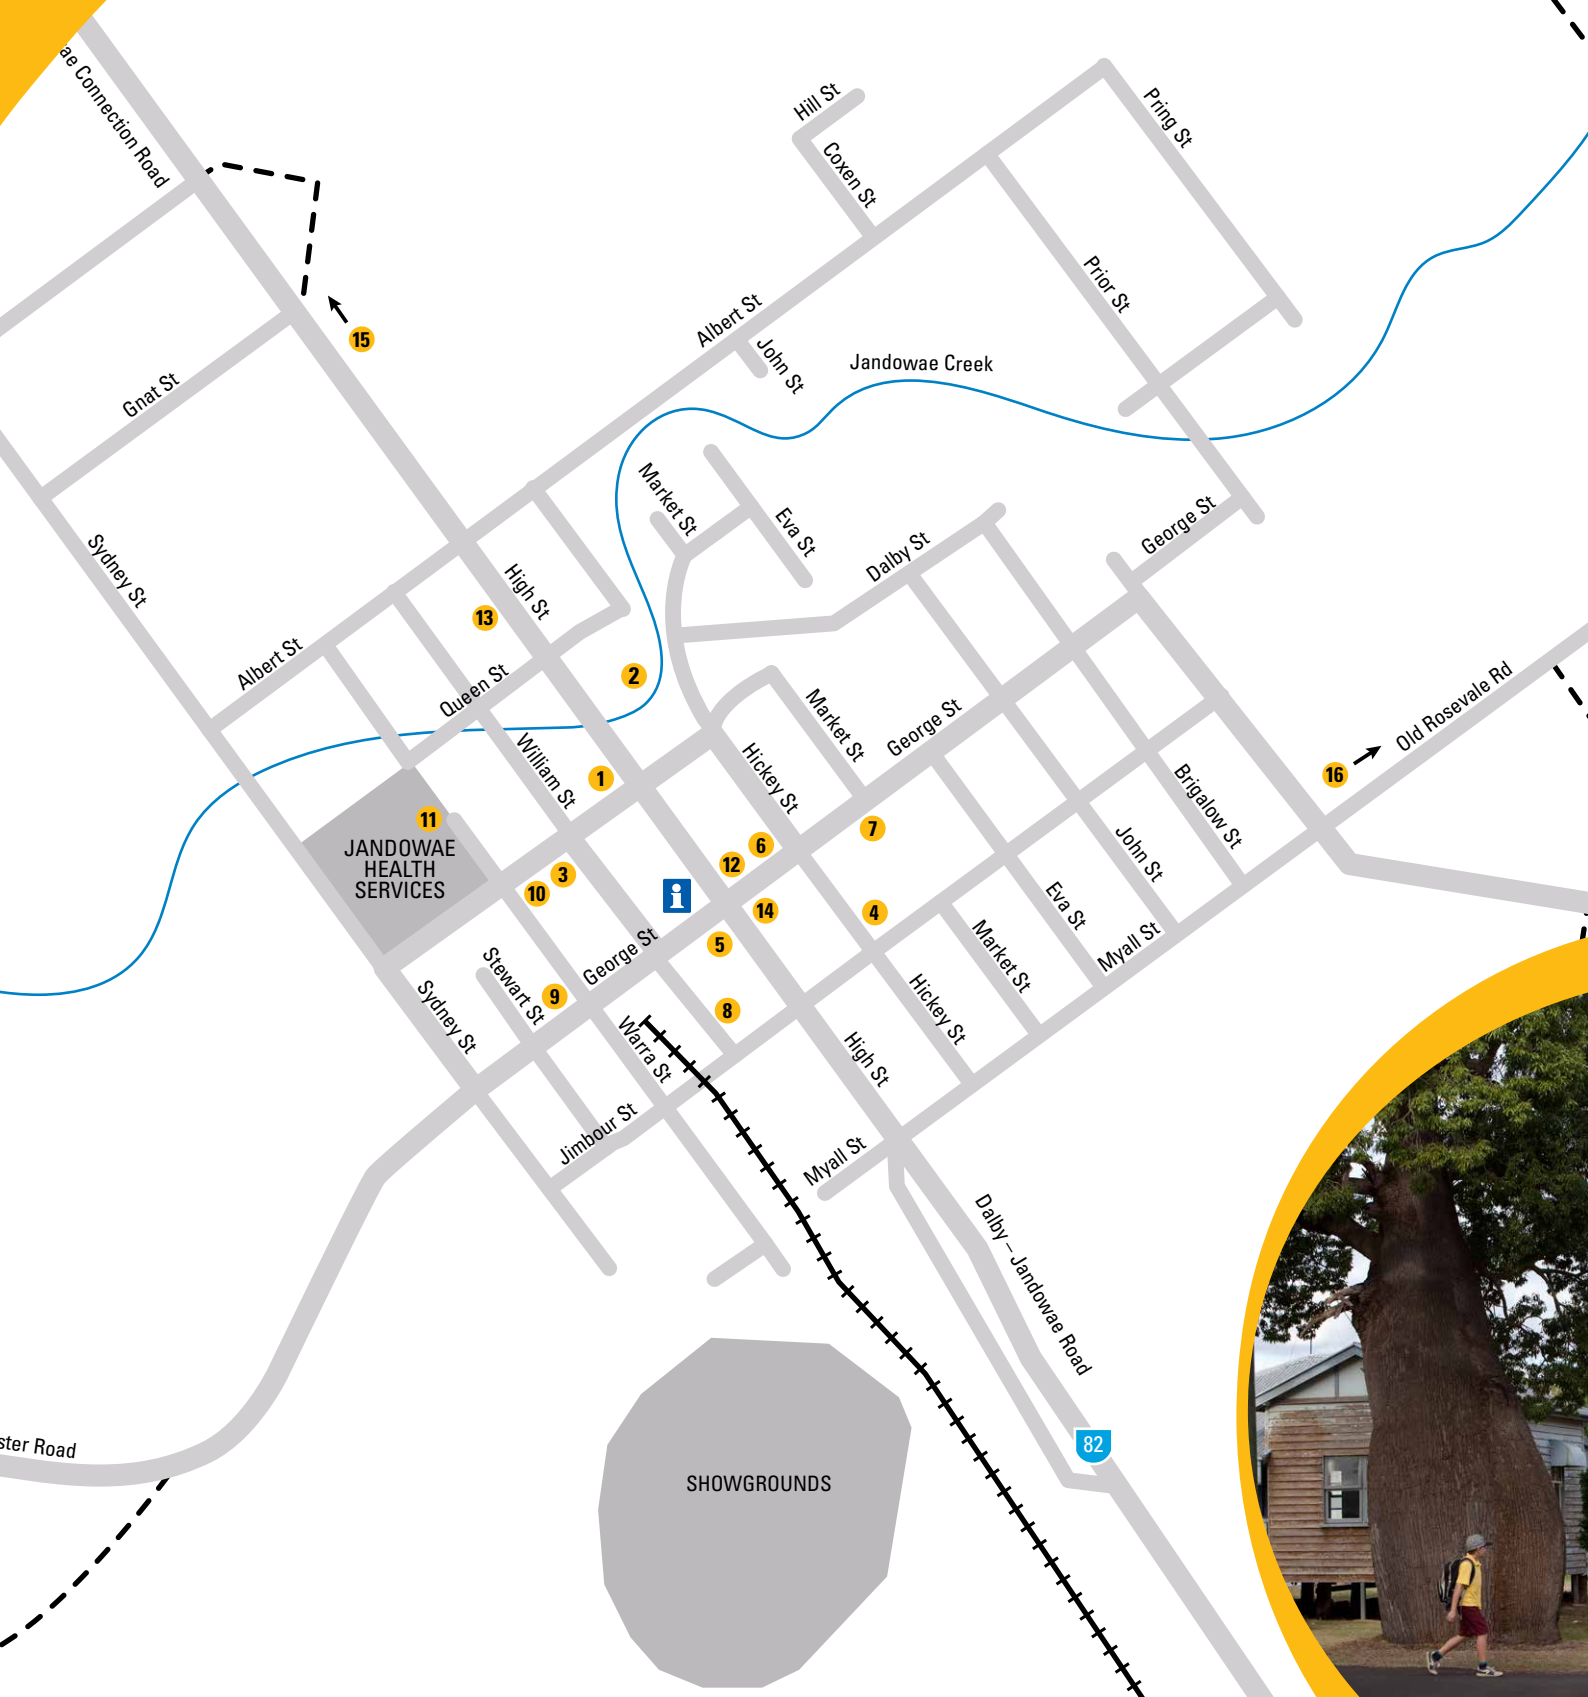 ae Connection Road
Hill St
Coxen St
Pring St
Prior St
15
Albert St
John St
Jandowae Creek
Gnat St
Market St
Eva St
Dalby St
George St
Sydney St
High St
13
Albert St
Queen St
2
Market St
George St
Old Rosevale Rd
16
William St
1
Hickey St
Brigalow St
11
JANDOWAE
HEALTH
SERVICES
7
6
12
John St
3
10
i
14
4
Eva St
5
Market St
Myall St
George St
Stewart St
9
Sydney St
8
Hickey St
Warra St
High St
Jimbour St
Myall St
Dalby – Jandowae Road
82
ster Road
SHOWGROUNDS